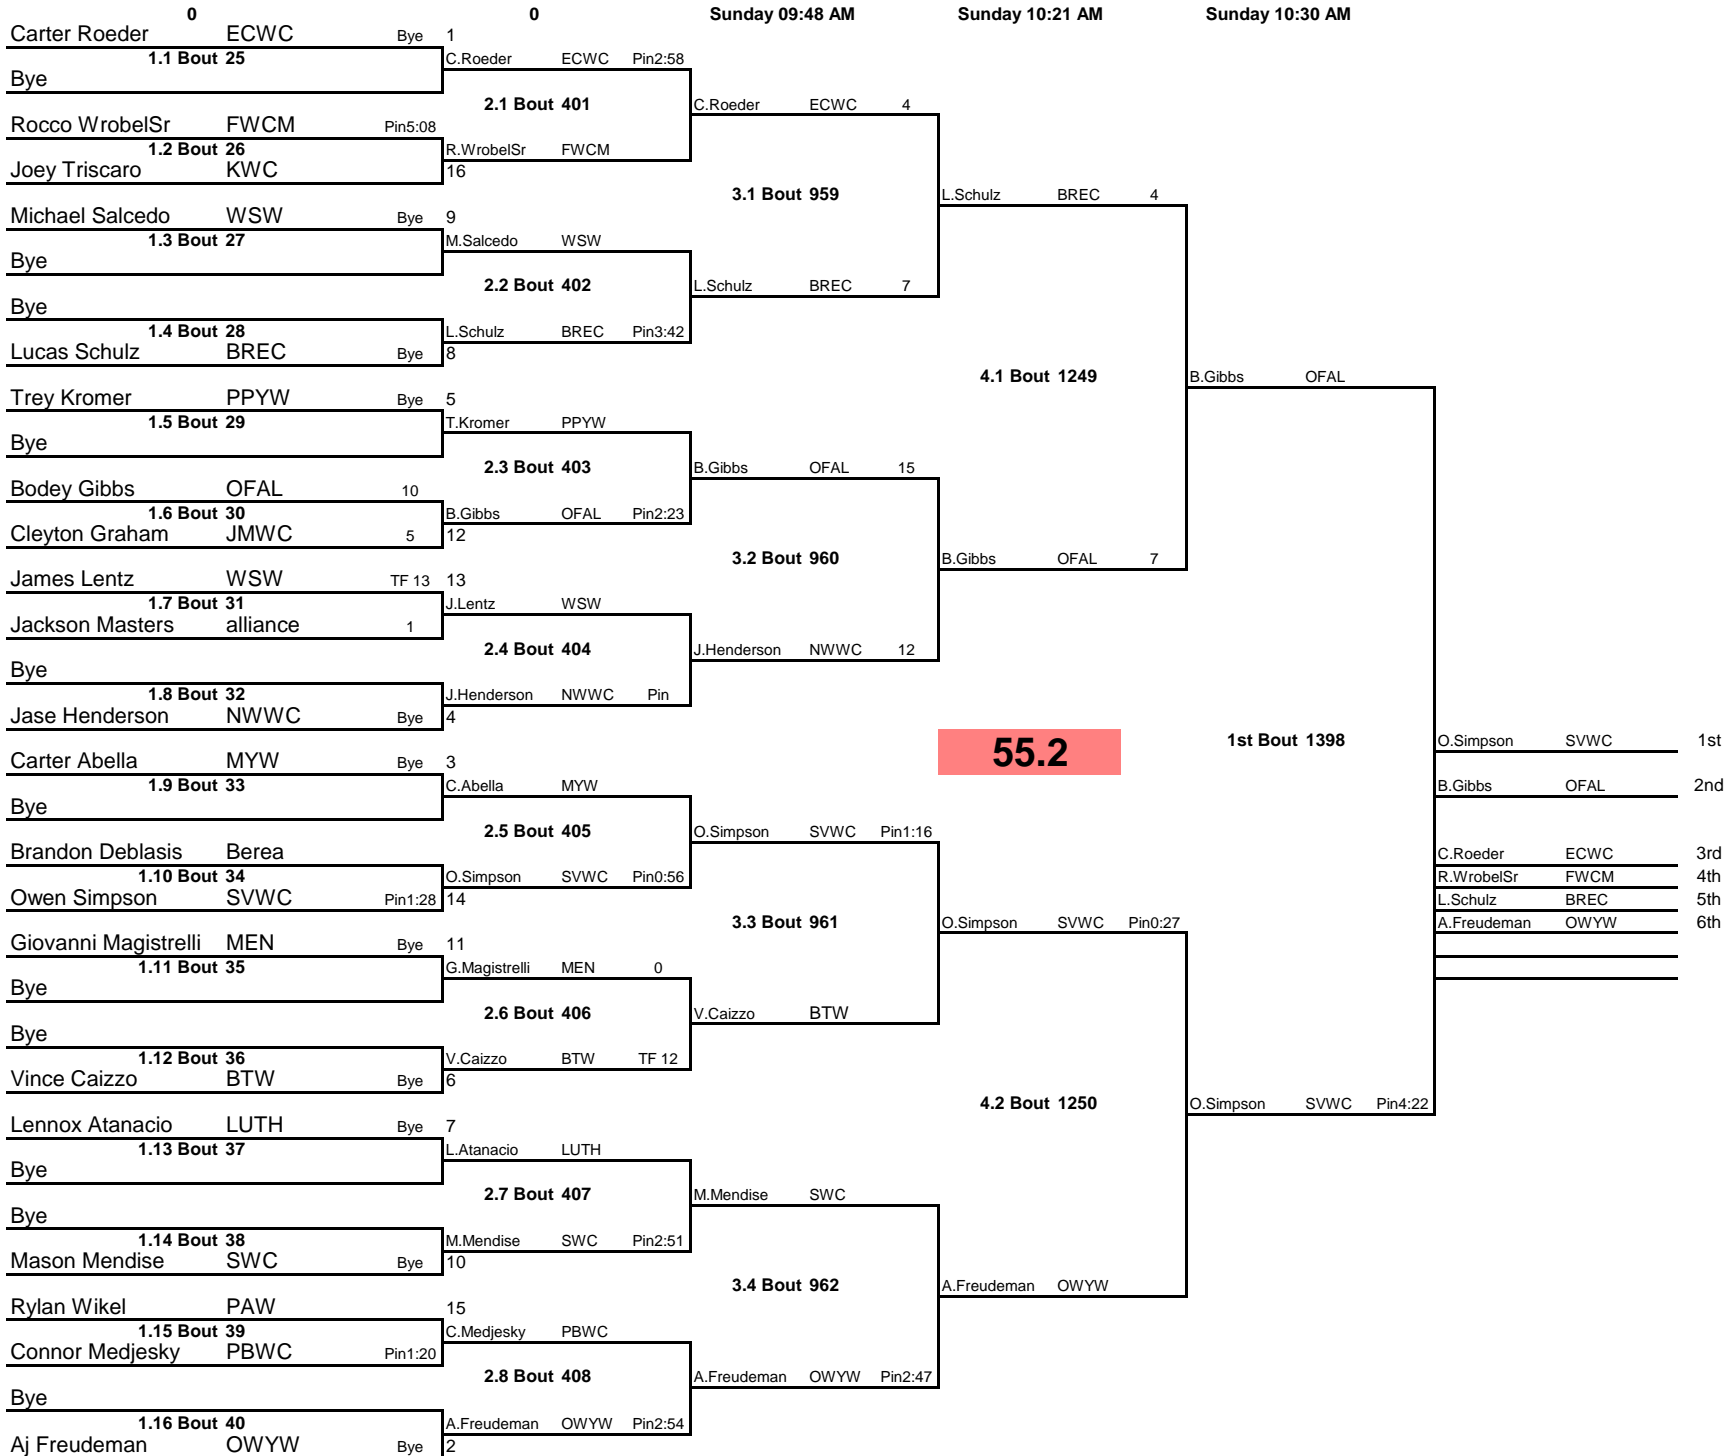 0 0 Sunday 09:48 AM Sunday 10:21 AM Sunday 10:30 AM
Carter Roeder ECWC Bye 1
1.1 Bout 25 C.Roeder ECWC Pin2:58
Bye
2.1 Bout 401 C.Roeder ECWC 4
Rocco WrobelSr FWCM Pin5:08
1.2 Bout 26 R.WrobelSr FWCM
Joey Triscaro KWC 16
3.1 Bout 959 L.Schulz BREC 4
Michael Salcedo WSW Bye 9
1.3 Bout 27 M.Salcedo WSW
Bye
2.2 Bout 402 L.Schulz BREC 7
Bye
1.4 Bout 28 L.Schulz BREC Pin3:42
Lucas Schulz BREC Bye 8
4.1 Bout 1249 B.Gibbs OFAL
Trey Kromer PPYW Bye 5
1.5 Bout 29 T.Kromer PPYW
Bye
2.3 Bout 403 B.Gibbs OFAL 15
Bodey Gibbs OFAL 10
1.6 Bout 30 B.Gibbs OFAL Pin2:23
Cleyton Graham JMWC 5 12
3.2 Bout 960 B.Gibbs OFAL 7
James Lentz WSW TF 13 13
1.7 Bout 31 J.Lentz WSW
Jackson Masters alliance 1
2.4 Bout 404 J.Henderson NWWC 12
Bye
1.8 Bout 32 J.Henderson NWWC Pin
Jase Henderson NWWC Bye 4
55.2 1st Bout 1398 O.Simpson SVWC 1st
Carter Abella MYW Bye 3
1.9 Bout 33 C.Abella MYW B.Gibbs OFAL 2nd
Bye
2.5 Bout 405 O.Simpson SVWC Pin1:16
Brandon Deblasis Berea C.Roeder ECWC 3rd
1.10 Bout 34 O.Simpson SVWC Pin0:56 R.WrobelSr FWCM 4th
Owen Simpson SVWC Pin1:28 14 L.Schulz BREC 5th
3.3 Bout 961 O.Simpson SVWC Pin0:27 A.Freudeman OWYW 6th
Giovanni Magistrelli MEN Bye 11
1.11 Bout 35 G.Magistrelli MEN 0
Bye
2.6 Bout 406 V.Caizzo BTW
Bye
1.12 Bout 36 V.Caizzo BTW TF 12
Vince Caizzo BTW Bye 6
4.2 Bout 1250 O.Simpson SVWC Pin4:22
Lennox Atanacio LUTH Bye 7
1.13 Bout 37 L.Atanacio LUTH
Bye
2.7 Bout 407 M.Mendise SWC
Bye
1.14 Bout 38 M.Mendise SWC Pin2:51
Mason Mendise SWC Bye 10
3.4 Bout 962 A.Freudeman OWYW
Rylan Wikel PAW 15
1.15 Bout 39 C.Medjesky PBWC
Connor Medjesky PBWC Pin1:20
2.8 Bout 408 A.Freudeman OWYW Pin2:47
Bye
1.16 Bout 40 A.Freudeman OWYW Pin2:54
Aj Freudeman OWYW Bye 2